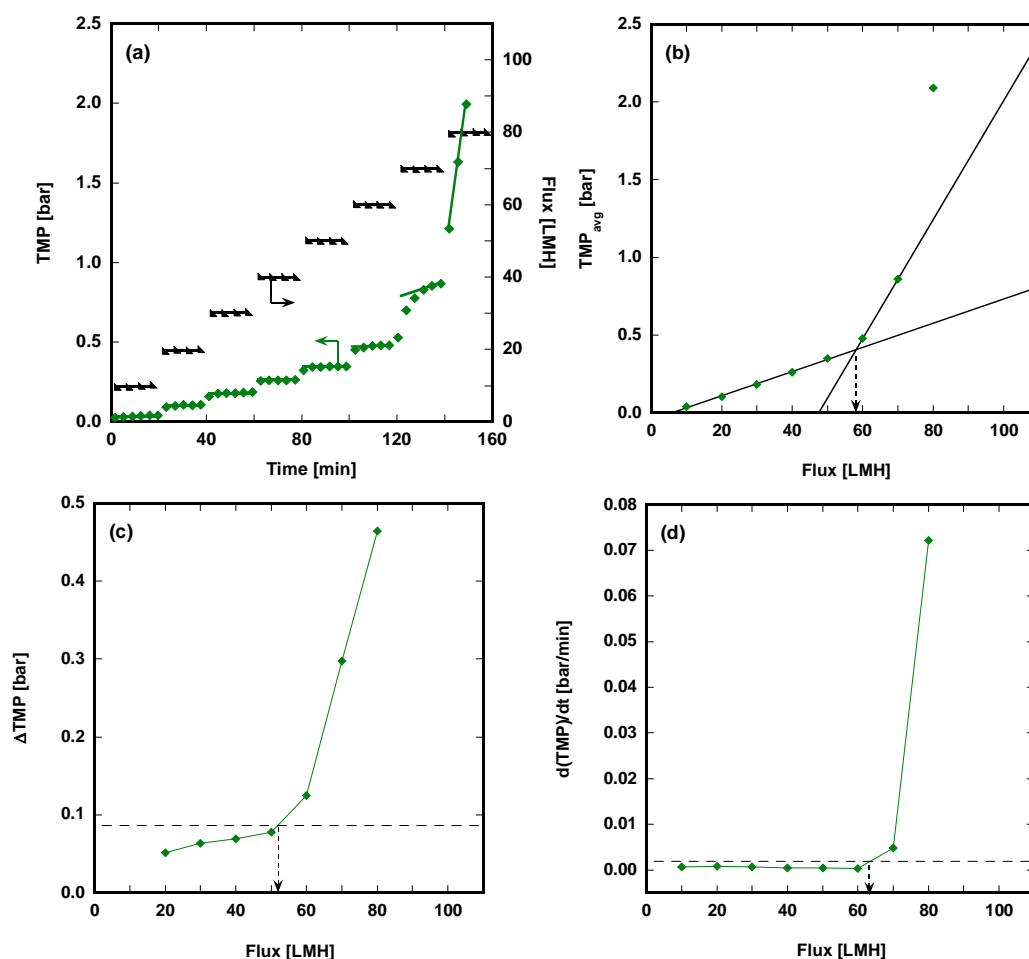 (a)
2.5
2.0
1.5
1.0
0.5
0.0
TMP [bar]
100
80
60
40
20
0
Flux [LMH]
0 40 80 120 160
Time [min]
(b)
2.5
2.0
1.5
1.0
0.5
0.0
TMPavg [bar]
0 20 40 60 80 100
Flux [LMH]
(c)
0.5
0.4
0.3
0.2
0.1
0.0
ΔTMP [bar]
0 20 40 60 80 100
Flux [LMH]
(d)
0.08
0.07
0.06
0.05
0.04
0.03
0.02
0.01
0.00
d(TMP)/dt [bar/min]
0 20 40 60 80 100
Flux [LMH]